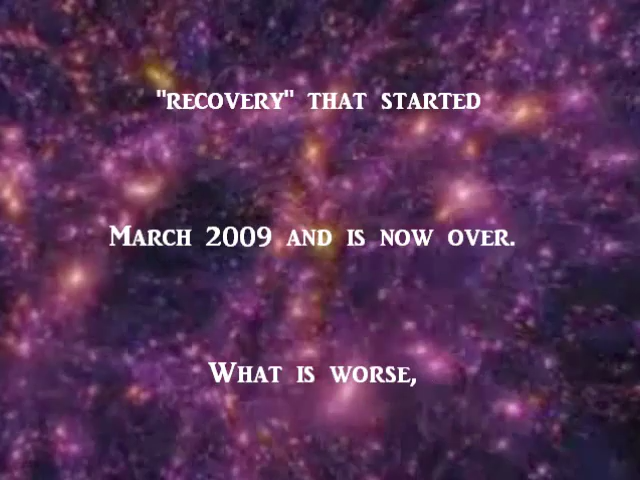 "recovery" that started
March 2009 and is now over.
What is worse,